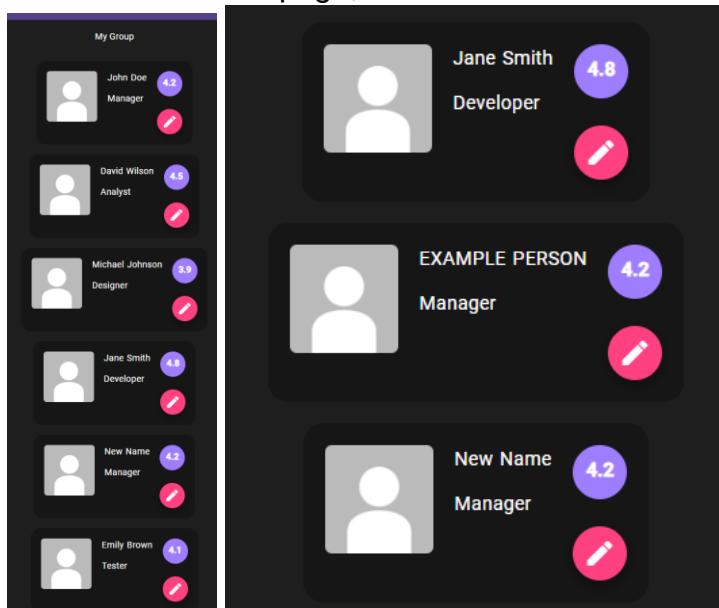 My Group
John Doe
4.2
Manager
David Wilson
4.5
Analyst
Michael Johnson
3.9
Designer
Jane Smith
4.8
Developer
New Name
4.2
Manager
Emily Brown
4.1
Tester
Jane Smith
4.8
Developer
EXAMPLE PERSON
4.2
Manager
New Name
4.2
Manager